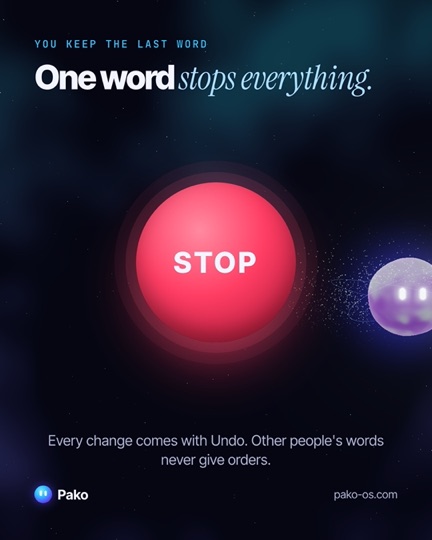 YOU KEEP THE LAST WORD
One word stops everything.
STOP
Every change comes with Undo. Other people's words
never give orders.
Pako
pako-os.com